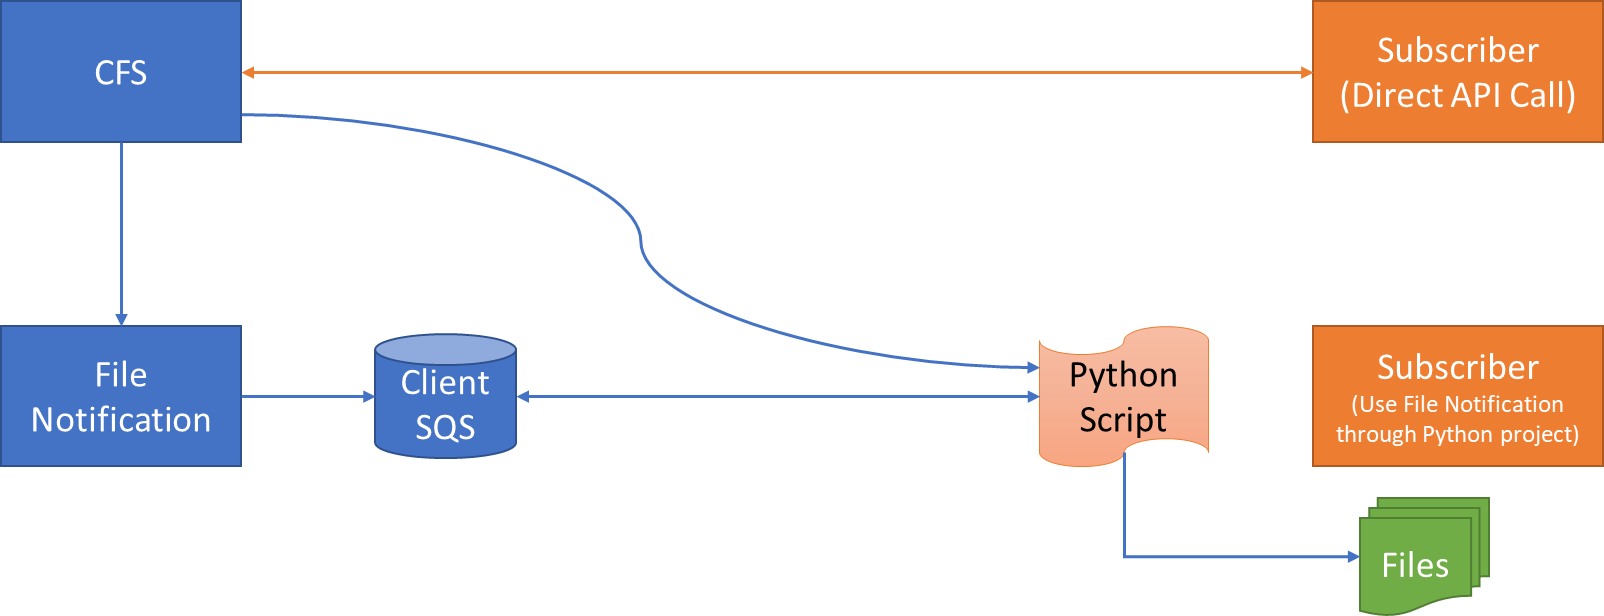 CFS
Subscriber
(Direct API Call)
File
Notification
Client
SQS
Python
Script
Subscriber
(Use File Notification
through Python project)
Files